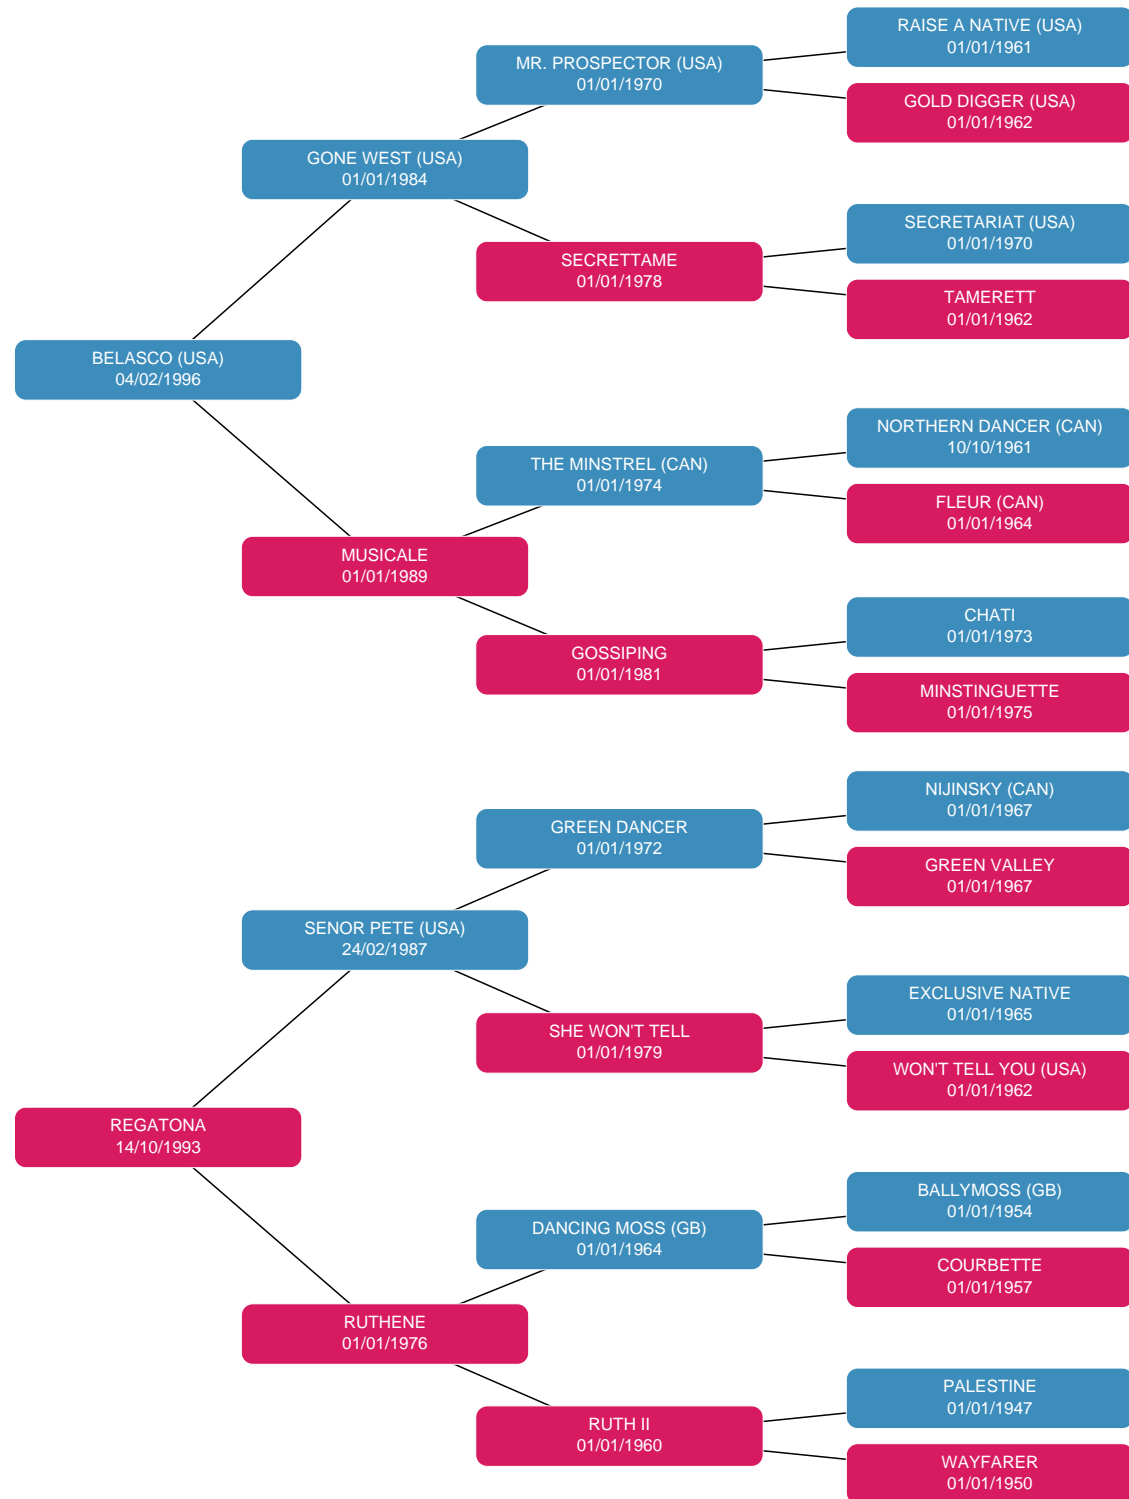 RAISE A NATIVE (USA)
01/01/1961
MR. PROSPECTOR (USA)
01/01/1970
GOLD DIGGER (USA)
01/01/1962
GONE WEST (USA)
01/01/1984
SECRETARIAT (USA)
01/01/1970
SECRETTAME
01/01/1978
TAMERETT
01/01/1962
BELASCO (USA)
04/02/1996
NORTHERN DANCER (CAN)
10/10/1961
THE MINSTREL (CAN)
01/01/1974
FLEUR (CAN)
01/01/1964
MUSICALE
01/01/1989
CHATI
01/01/1973
GOSSIPING
01/01/1981
MINSTINGUETTE
01/01/1975
NIJINSKY (CAN)
01/01/1967
GREEN DANCER
01/01/1972
GREEN VALLEY
01/01/1967
SENOR PETE (USA)
24/02/1987
EXCLUSIVE NATIVE
01/01/1965
SHE WON'T TELL
01/01/1979
WON'T TELL YOU (USA)
01/01/1962
REGATONA
14/10/1993
BALLYMOSS (GB)
01/01/1954
DANCING MOSS (GB)
01/01/1964
COURBETTE
01/01/1957
RUTHENE
01/01/1976
PALESTINE
01/01/1947
RUTH II
01/01/1960
WAYFARER
01/01/1950